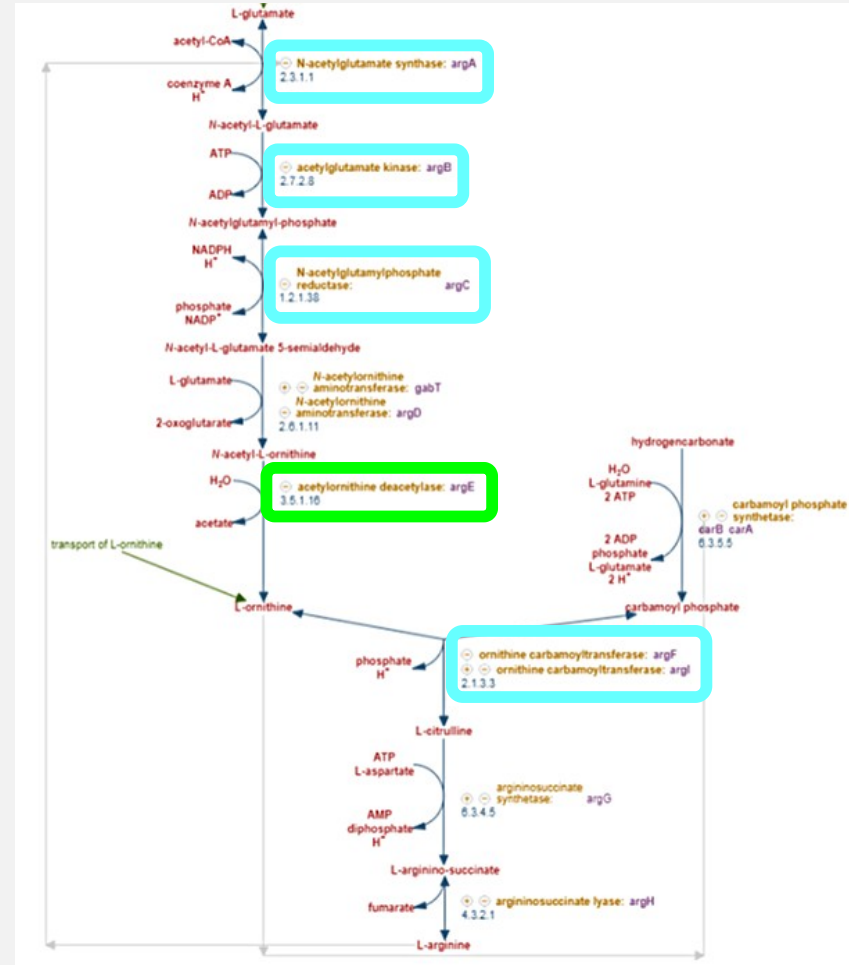 L-glutamate
acetyl-CoA
N-acetylglutamate synthase: argA
2.3.1.1
coenzyme A
H+
N-acetyl-L-glutamate
ATP
acetylglutamate kinase: argB
2.7.2.8
ADP
N-acetylglutamyl-phosphate
NADPH
H+
N-acetylglutamylphosphate
reductase: argC
1.2.1.38
phosphate
NADP+
N-acetyl-L-glutamate 5-semialdehyde
L-glutamate
N-acetylornithine
aminotransferase: gabT
N-acetylornithine
aminotransferase: argD
2.6.1.11
2-oxoglutarate
N-acetyl-L-ornithine
H2O
acetylornithine deacetylase: argE
3.5.1.16
acetate
transport of L-ornithine
L-ornithine
hydrogencarbonate
H2O
L-glutamine
2 ATP
carbamoyl phosphate
synthetase:
carB carA
6.3.5.5
2 ADP
phosphate
L-glutamate
2 H+
carbamoyl phosphate
phosphate
H+
ornithine carbamoyltransferase: argF
ornithine carbamoyltransferase: argI
2.1.3.3
L-citrulline
ATP
L-aspartate
argininosuccinate
synthetase: argG
6.3.4.5
AMP
diphosphate
H+
L-arginino-succinate
fumarate
argininosuccinate lyase: argH
4.3.2.1
L-arginine